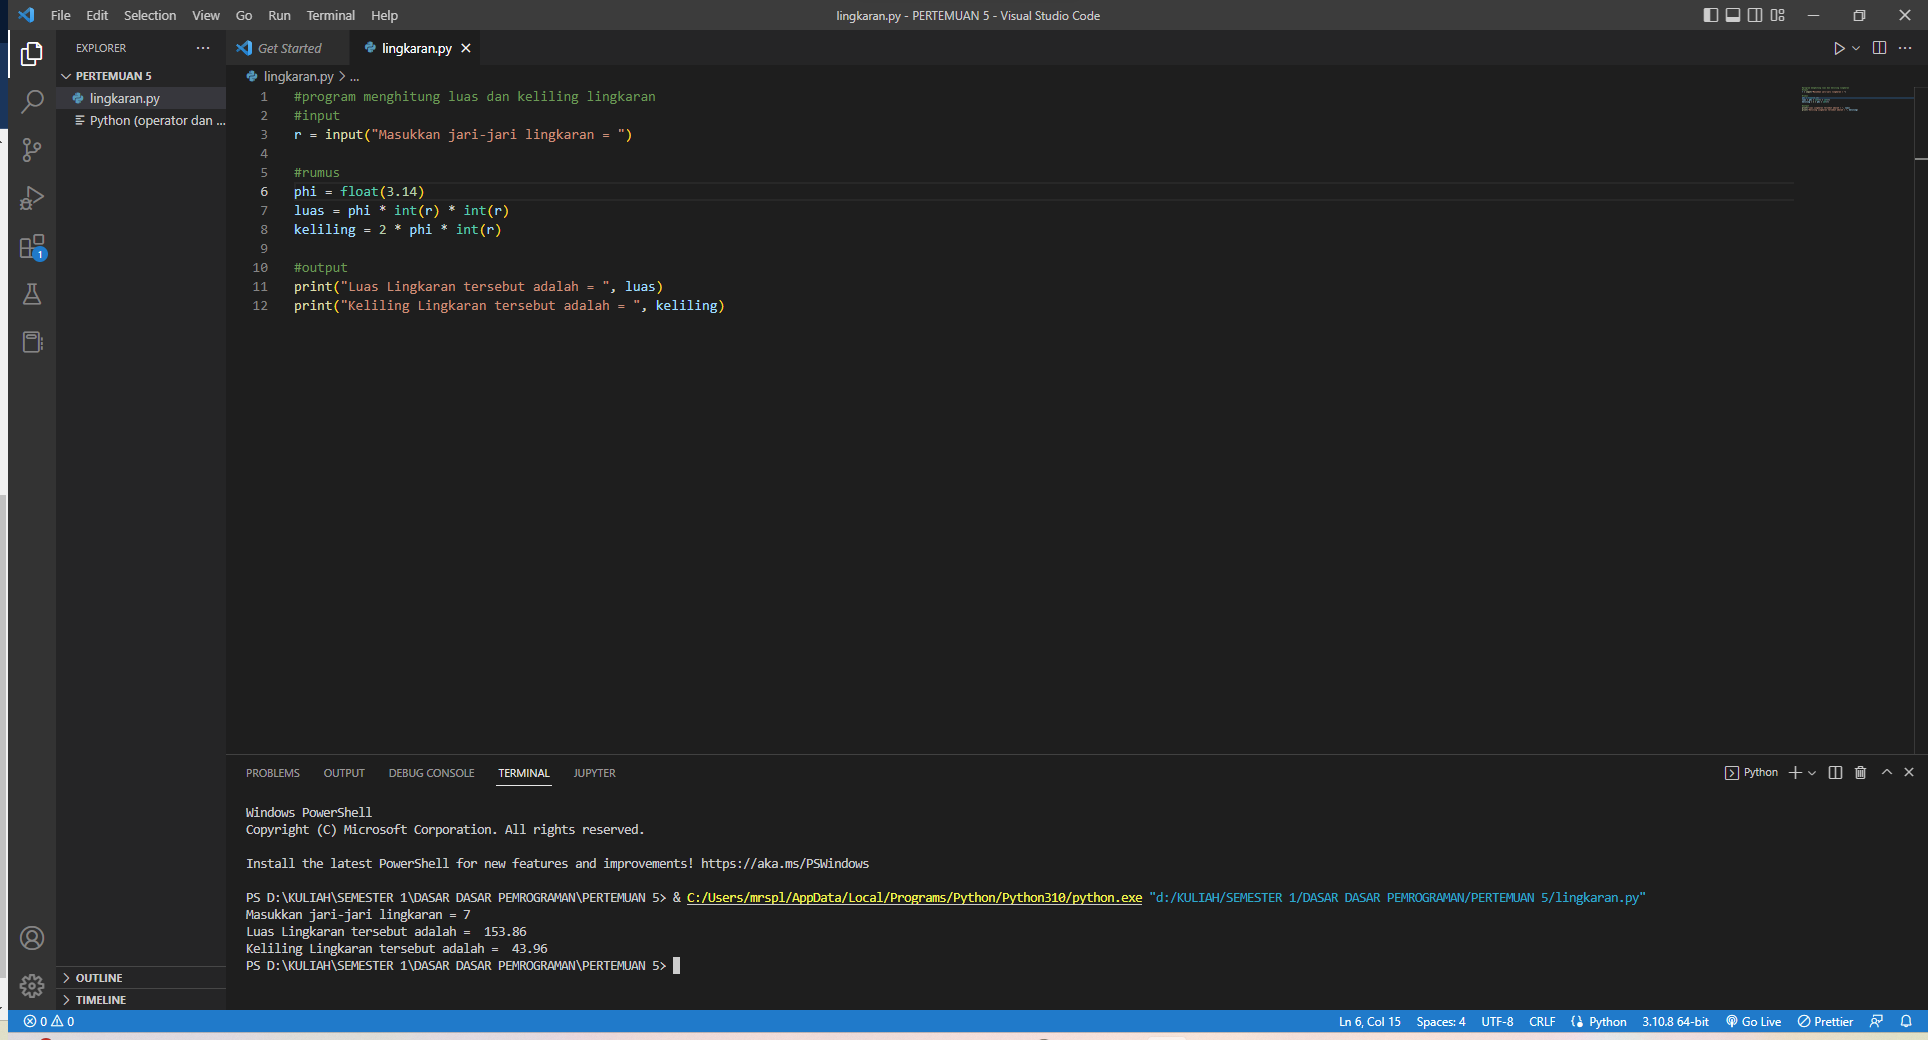 File Edit Selection View Go Run Terminal Help
lingkaran.py - PERTEMUAN 5 - Visual Studio Code
EXPLORER
PERTEMUAN 5
lingkaran.py
Python (operator dan ...
Get Started
lingkaran.py
lingkaran.py > ...
1 #program menghitung luas dan keliling lingkaran
2 #input
3 r = input("Masukkan jari-jari lingkaran = ")
4
5 #rumus
6 phi = float(3.14)
7 luas = phi * int(r) * int(r)
8 keliling = 2 * phi * int(r)
9
10 #output
11 print("Luas Lingkaran tersebut adalah = ", luas)
12 print("Keliling Lingkaran tersebut adalah = ", keliling)
1
PROBLEMS OUTPUT DEBUG CONSOLE TERMINAL JUPYTER
Python
Windows PowerShell
Copyright (C) Microsoft Corporation. All rights reserved.
Install the latest PowerShell for new features and improvements! https://aka.ms/PSWindows
PS D:\KULIAH\SEMESTER 1\DASAR DASAR PEMROGRAMAN\PERTEMUAN 5> & C:/Users/mrspl/AppData/Local/Programs/Python/Python310/python.exe "d:/KULIAH/SEMESTER 1/DASAR DASAR PEMROGRAMAN/PERTEMUAN 5/lingkaran.py"
Masukkan jari-jari lingkaran = 7
Luas Lingkaran tersebut adalah =  153.86
Keliling Lingkaran tersebut adalah =  43.96
PS D:\KULIAH\SEMESTER 1\DASAR DASAR PEMROGRAMAN\PERTEMUAN 5>
OUTLINE
TIMELINE
0 0
Ln 6, Col 15 Spaces: 4 UTF-8 CRLF Python 3.10.8 64-bit Go Live Prettier